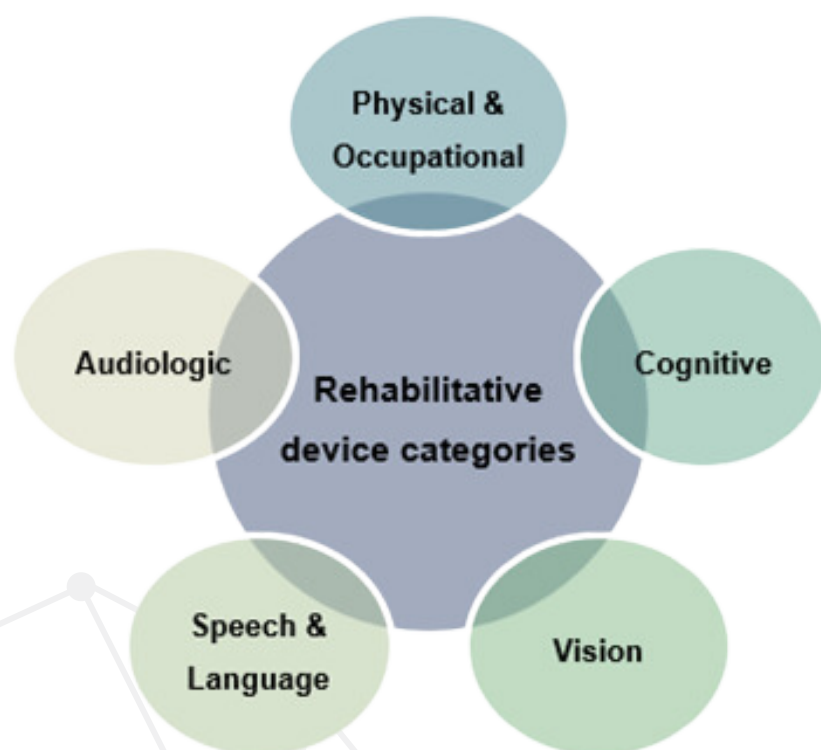 Physical &
Occupational
Audiologic
Cognitive
Rehabilitative
device categories
Speech &
Language
Vision